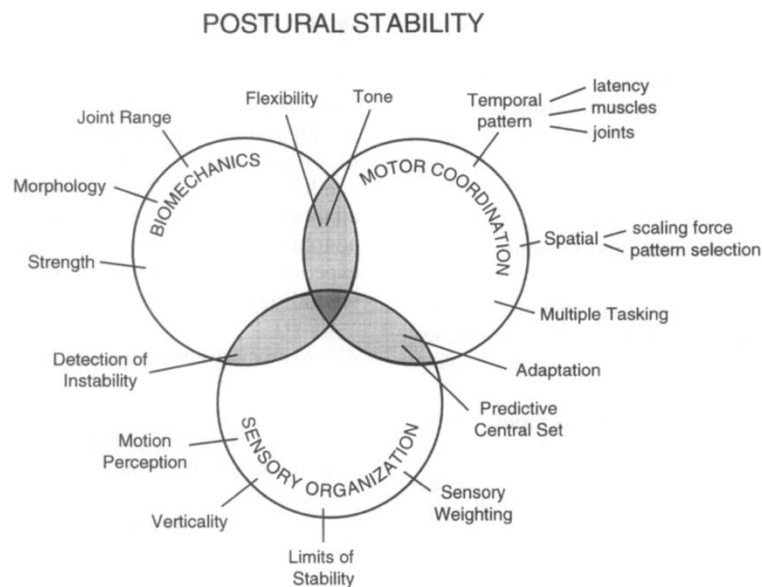 POSTURAL STABILITY
Flexibility
Tone
Temporal
pattern
latency
muscles
joints
Joint Range
BIOMECHANICS
MOTOR COORDINATION
Morphology
Strength
Spatial
scaling force
pattern selection
Multiple Tasking
Detection of
Instability
Adaptation
Predictive
Central Set
SENSORY ORGANIZATION
Motion
Perception
Sensory
Weighting
Verticality
Limits of
Stability